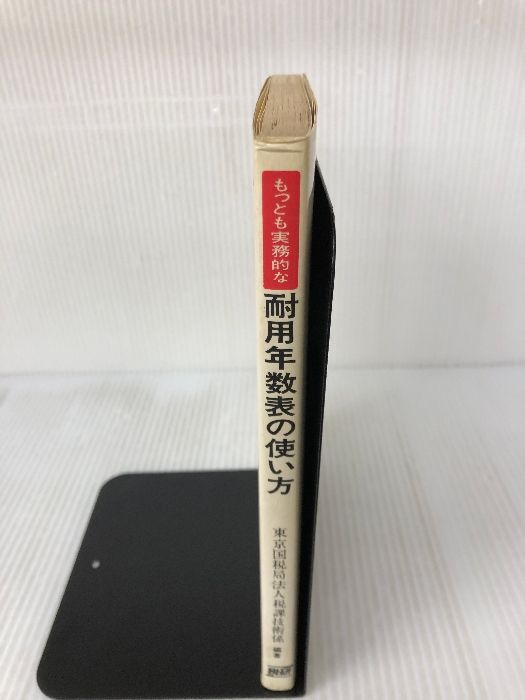 もっとも実務的な
耐用年数表の使い方
東京国税局法人税課技術係 編著